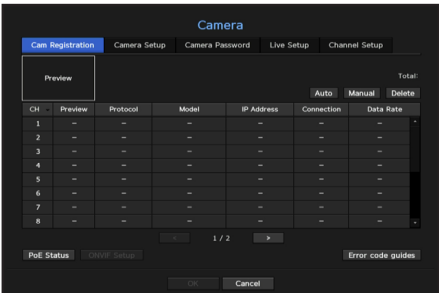 Camera
Cam Registration Camera Setup Camera Password Live Setup Channel Setup
Preview
Total:
Auto Manual Delete
CH Preview Protocol Model IP Address Connection Data Rate
1 – – – – – –
2 – – – – – –
3 – – – – – –
4 – – – – – –
5 – – – – – –
6 – – – – – –
7 – – – – – –
8 – – – – – –
< 1 / 2 >
PoE Status ONVIF Setup Error code guides
OK Cancel